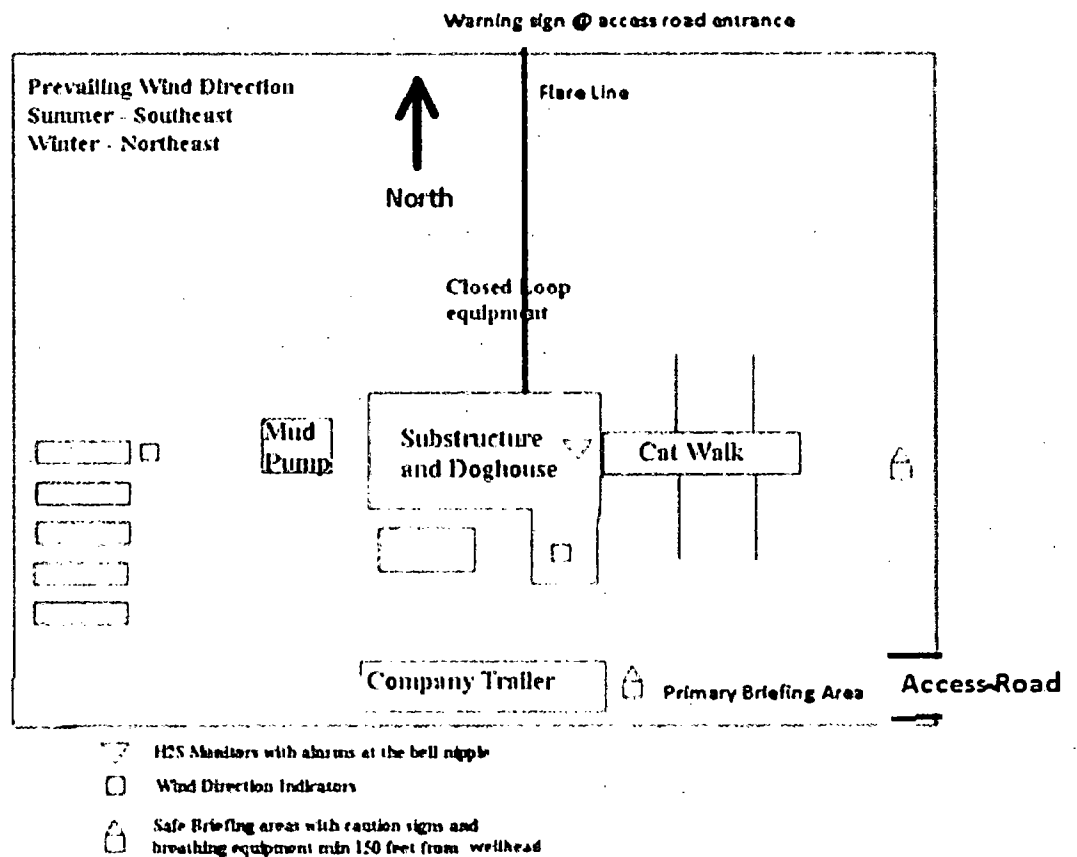 Warning sign @ access road entrance
Prevailing Wind Direction
Summer - Southeast
Winter - Northeast
North
Flare Line
Closed Loop
equipment
Mud
Pump
Substructure
and Doghouse
Cat Walk
Company Trailer
Primary Briefing Area
Access Road
H2S Monitors with alarms at the bell nipple
Wind Direction Indicators
Safe Briefing areas with caution signs and
breathing equipment min 150 feet from wellhead